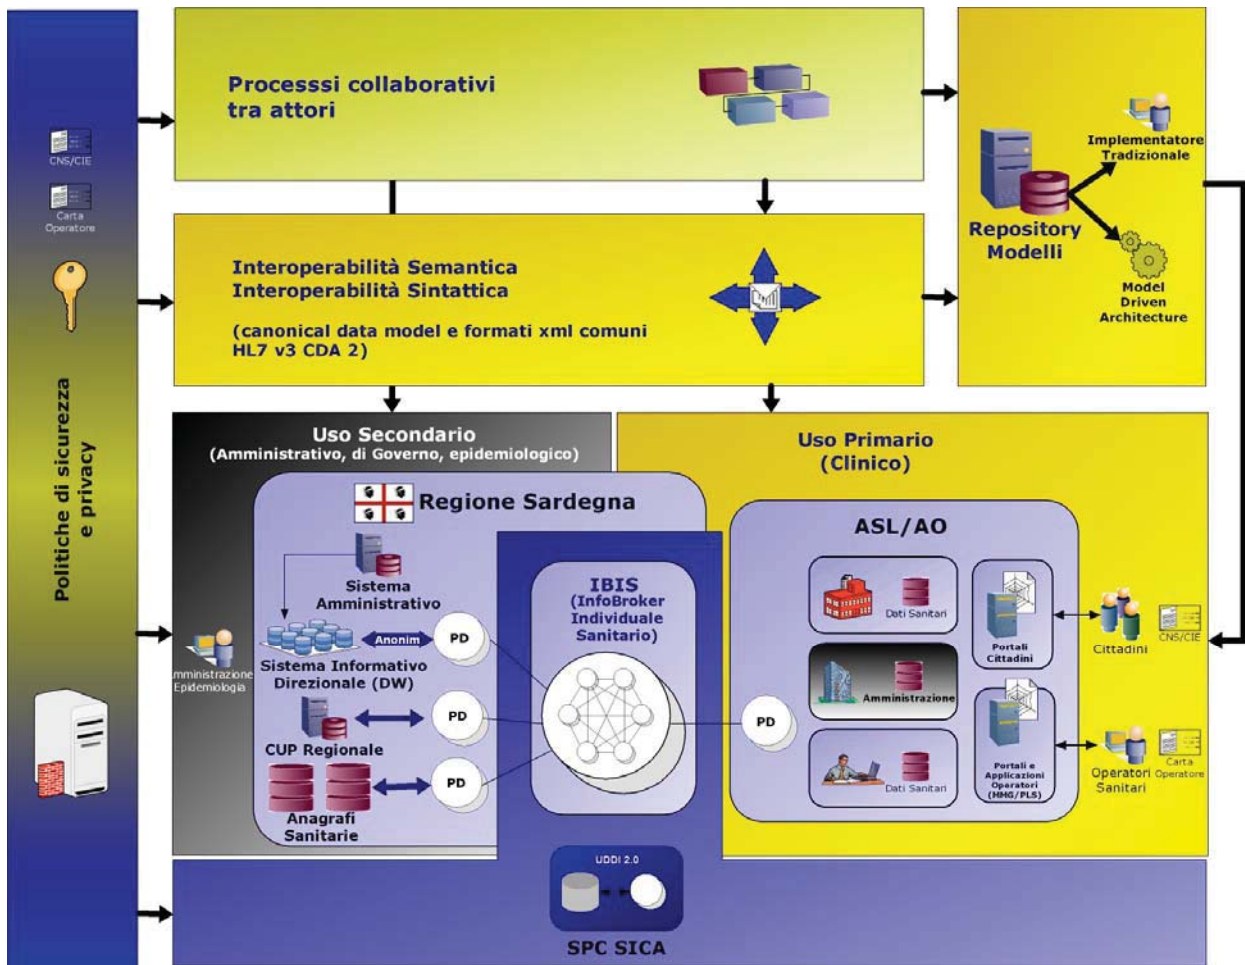 CNS/CIE
Carta
Operatore
Politiche di sicurezza
e privacy
Processsi collaborativi
tra attori
Implementatore
Tradizionale
Repository
Modelli
Model
Driven
Architecture
Interoperabilità Semantica
Interoperabilità Sintattica
(canonical data model e formati xml comuni
HL7 v3 CDA 2)
Uso Secondario
(Amministrativo, di Governo, epidemiologico)
Regione Sardegna
Sistema
Amministrativo
Anonim
PD
Sistema Informativo
Direzionale (DW)
mministrazione
Epidemiologia
CUP Regionale
PD
Anagrafi
Sanitarie
PD
IBIS
(InfoBroker
Individuale
Sanitario)
Uso Primario
(Clinico)
ASL/AO
PD
Dati Sanitari
Amministrazione
Dati Sanitari
Portali
Cittadini
Portali e
Applicazioni
Operatori
(MMG/PLS)
Cittadini
CNS/CIE
Operatori
Sanitari
Carta
Operatore
UDDI 2.0
SPC SICA